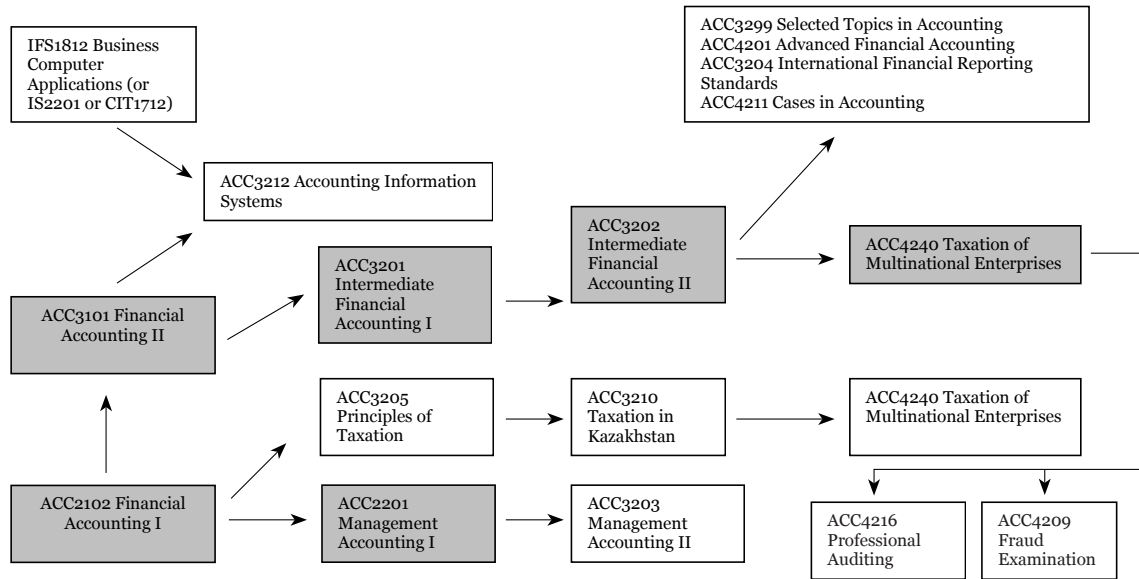 IFS1812 Business
Computer
Applications (or
IS2201 or CIT1712)
ACC3299 Selected Topics in Accounting
ACC4201 Advanced Financial Accounting
ACC3204 International Financial Reporting
Standards
ACC4211 Cases in Accounting
ACC3212 Accounting Information
Systems
ACC3202
Intermediate
Financial
Accounting II
ACC4240 Taxation of
Multinational Enterprises
ACC3201
Intermediate
Financial
Accounting I
ACC3101 Financial
Accounting II
ACC3205
Principles of
Taxation
ACC3210
Taxation in
Kazakhstan
ACC4240 Taxation of
Multinational Enterprises
ACC2102 Financial
Accounting I
ACC2201
Management
Accounting I
ACC3203
Management
Accounting II
ACC4216
Professional
Auditing
ACC4209
Fraud
Examination